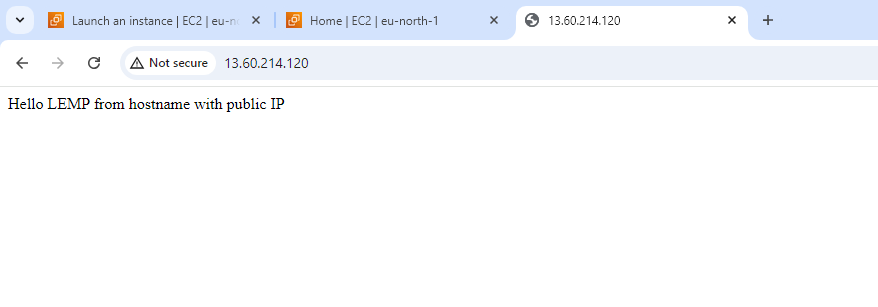 Launch an instance | EC2 | eu-n
Home | EC2 | eu-north-1
13.60.214.120
Not secure
13.60.214.120
Hello LEMP from hostname with public IP